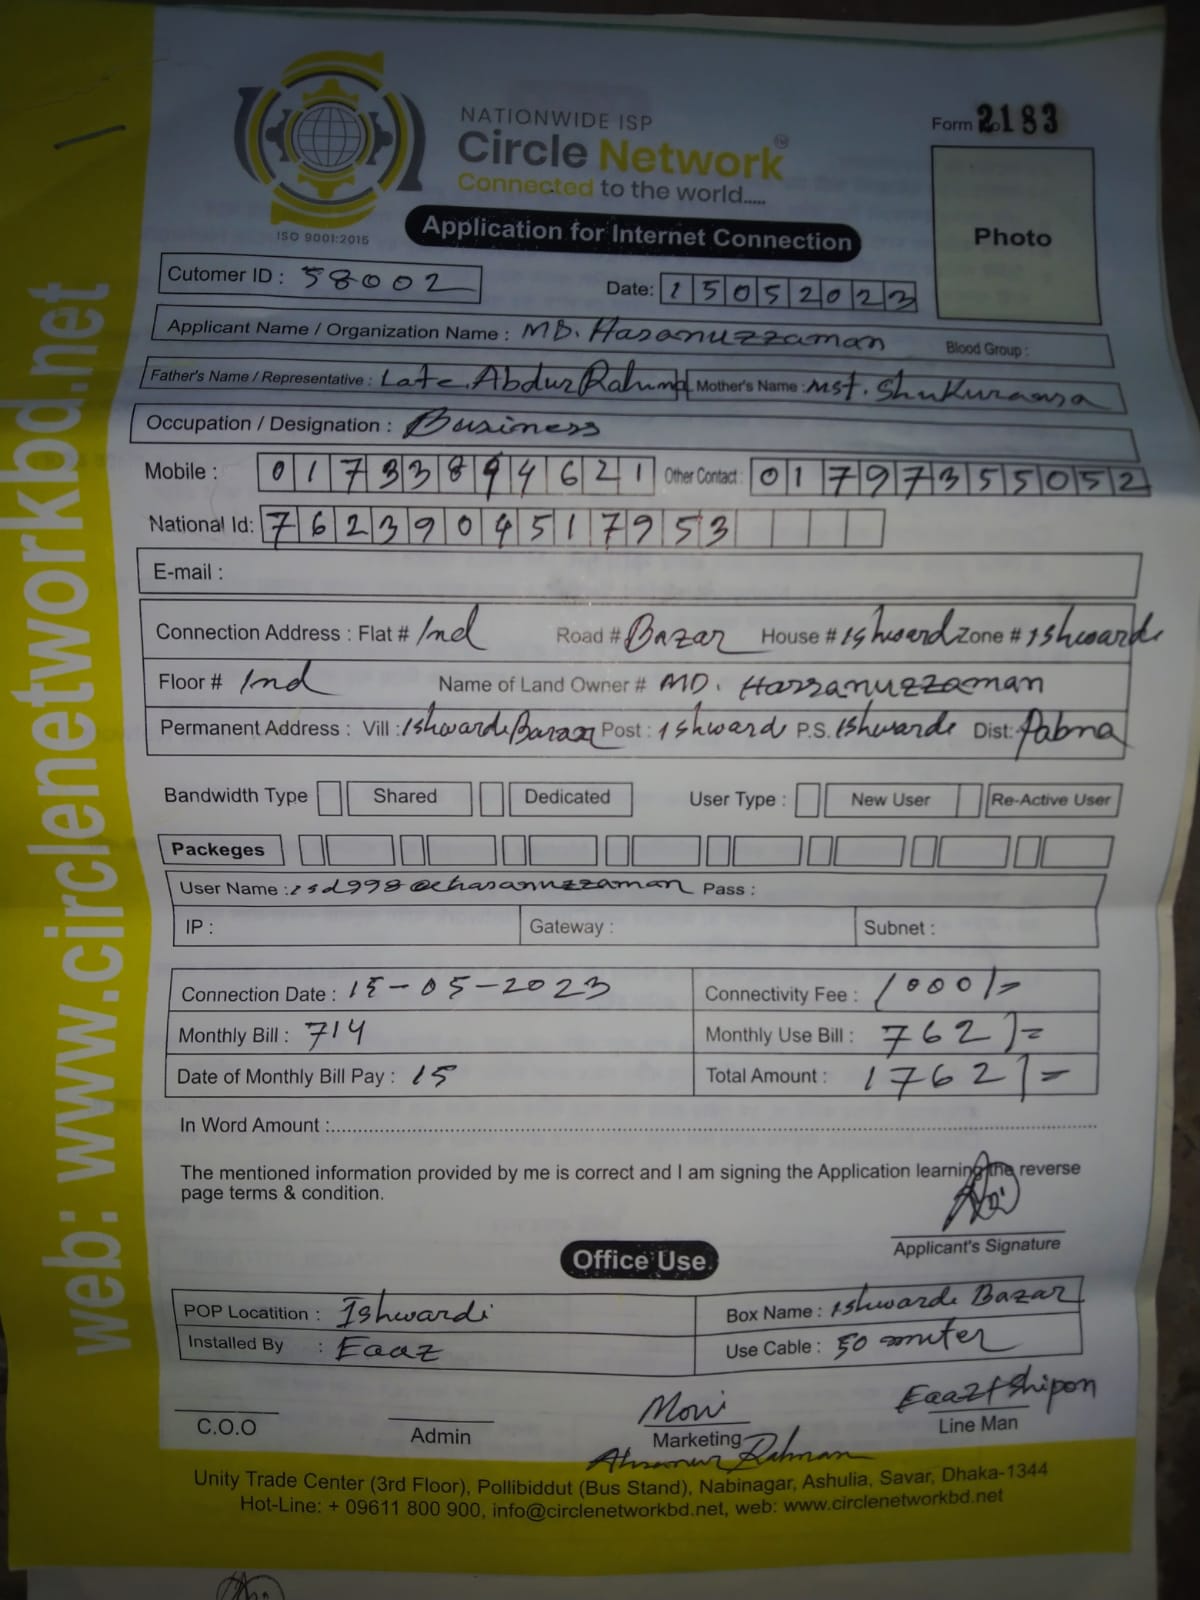 web: www.circlenetworkbd.net
NATIONWIDE ISP
Circle Network
Connected to the world.....
ISO 9001:2015
Form 2183
Photo
Application for Internet Connection
Cutomer ID : 58002
Date: 15052023
Applicant Name / Organization Name : MD. Hasanuzzaman Blood Group :
Father's Name / Representative : Late. Abdur Mother's Name : Mst.
Occupation / Designation : Business
Mobile : 01733894621 Other Contact : 01797355052
National Id: 7623904517953
E-mail :
Connection Address : Flat # Ind Road # Bazar House # Ishward Zone # Ishwardi
Floor # Ind Name of Land Owner # MD. Hassanuzzaman
Permanent Address : Vill : Ishwardi Post : Ishwardi P.S. Ishwardi Dist: Pabna
Bandwidth Type Shared Dedicated User Type : New User Re-Active User
Packeges
User Name : Pass :
IP : Gateway : Subnet :
Connection Date : 15-05-2023 Connectivity Fee : 1000/=
Monthly Bill : 714 Monthly Use Bill : 762/=
Date of Monthly Bill Pay : 15 Total Amount : 1762/=
In Word Amount :
The mentioned information provided by me is correct and I am signing the Application learning the reverse
page terms & condition.
Applicant's Signature
Office Use
POP Locatition : Ishwardi Box Name : Ishwardi Bazar
Installed By : Eaaz Use Cable : 50 miter
Moni Eaaz + Shipon
C.O.O Admin Marketing Line Man
Rahman
Unity Trade Center (3rd Floor), Pollibiddut (Bus Stand), Nabinagar, Ashulia, Savar, Dhaka-1344
Hot-Line: + 09611 800 900, info@circlenetworkbd.net, web: www.circlenetworkbd.net